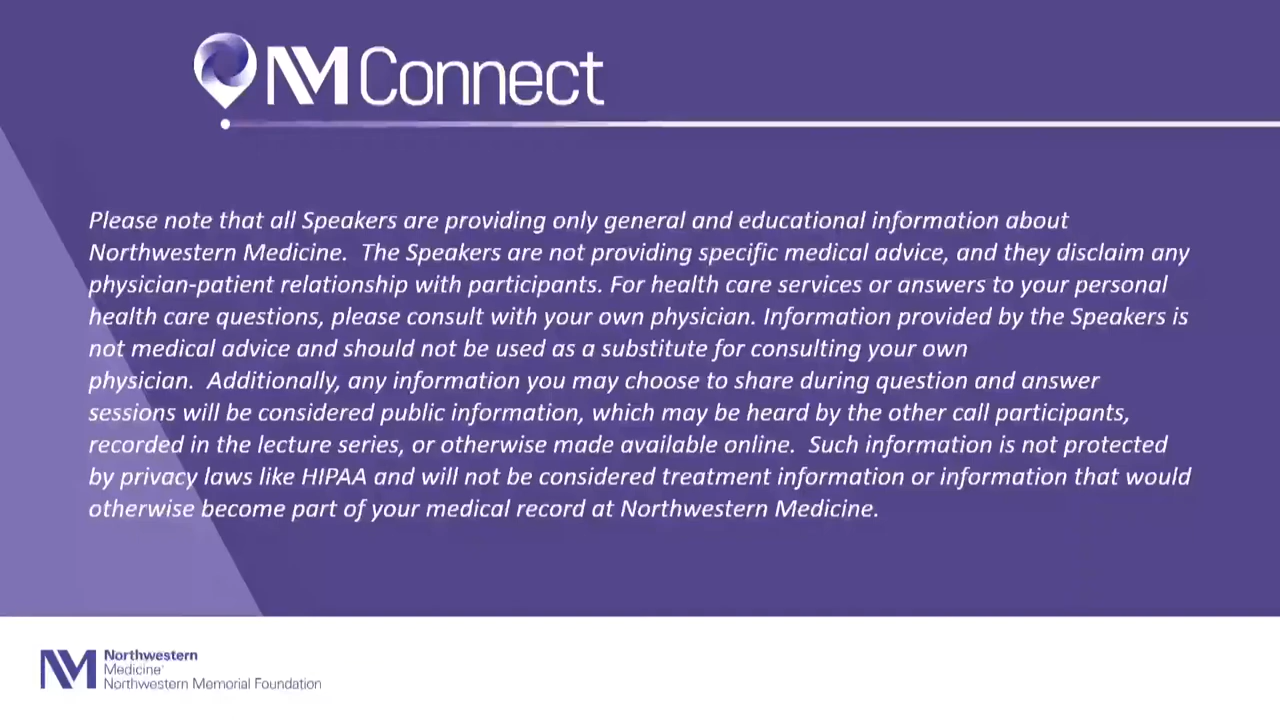 NM Connect
Please note that all Speakers are providing only general and educational information about
Northwestern Medicine.  The Speakers are not providing specific medical advice, and they disclaim any
physician-patient relationship with participants. For health care services or answers to your personal
health care questions, please consult with your own physician. Information provided by the Speakers is
not medical advice and should not be used as a substitute for consulting your own
physician.  Additionally, any information you may choose to share during question and answer
sessions will be considered public information, which may be heard by the other call participants,
recorded in the lecture series, or otherwise made available online.  Such information is not protected
by privacy laws like HIPAA and will not be considered treatment information or information that would
otherwise become part of your medical record at Northwestern Medicine.
NM Northwestern
Medicine®
Northwestern Memorial Foundation